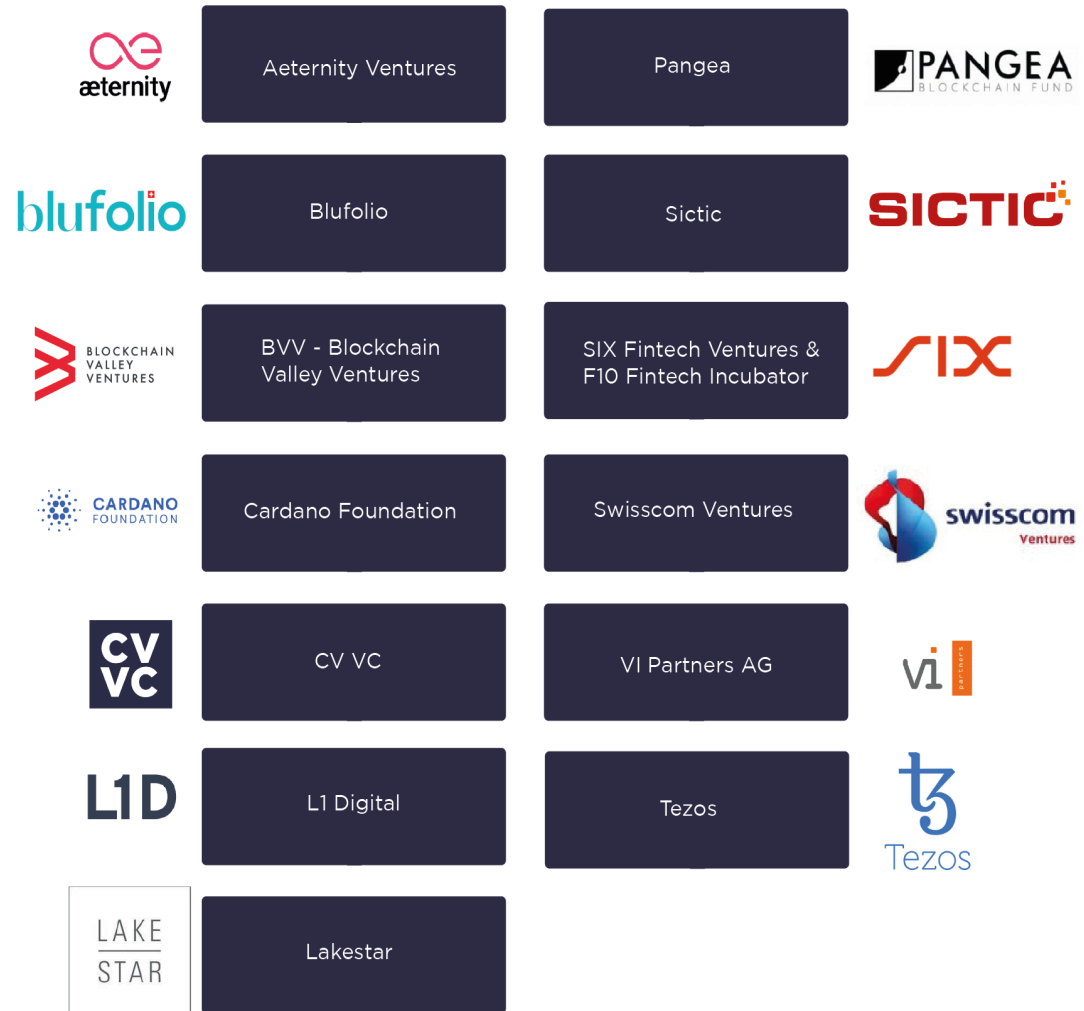 æternity
Aeternity Ventures
Pangea
PANGEA
BLOCKCHAIN FUND
blufolio
Blufolio
Sictic
SICTIC
BLOCKCHAIN
VALLEY
VENTURES
BVV - Blockchain
Valley Ventures
SIX Fintech Ventures &
F10 Fintech Incubator
SIX
CARDANO
FOUNDATION
Cardano Foundation
Swisscom Ventures
swisscom
Ventures
CV
VC
CV VC
VI Partners AG
vi
partners
L1D
L1 Digital
Tezos
Tezos
LAKE
STAR
Lakestar